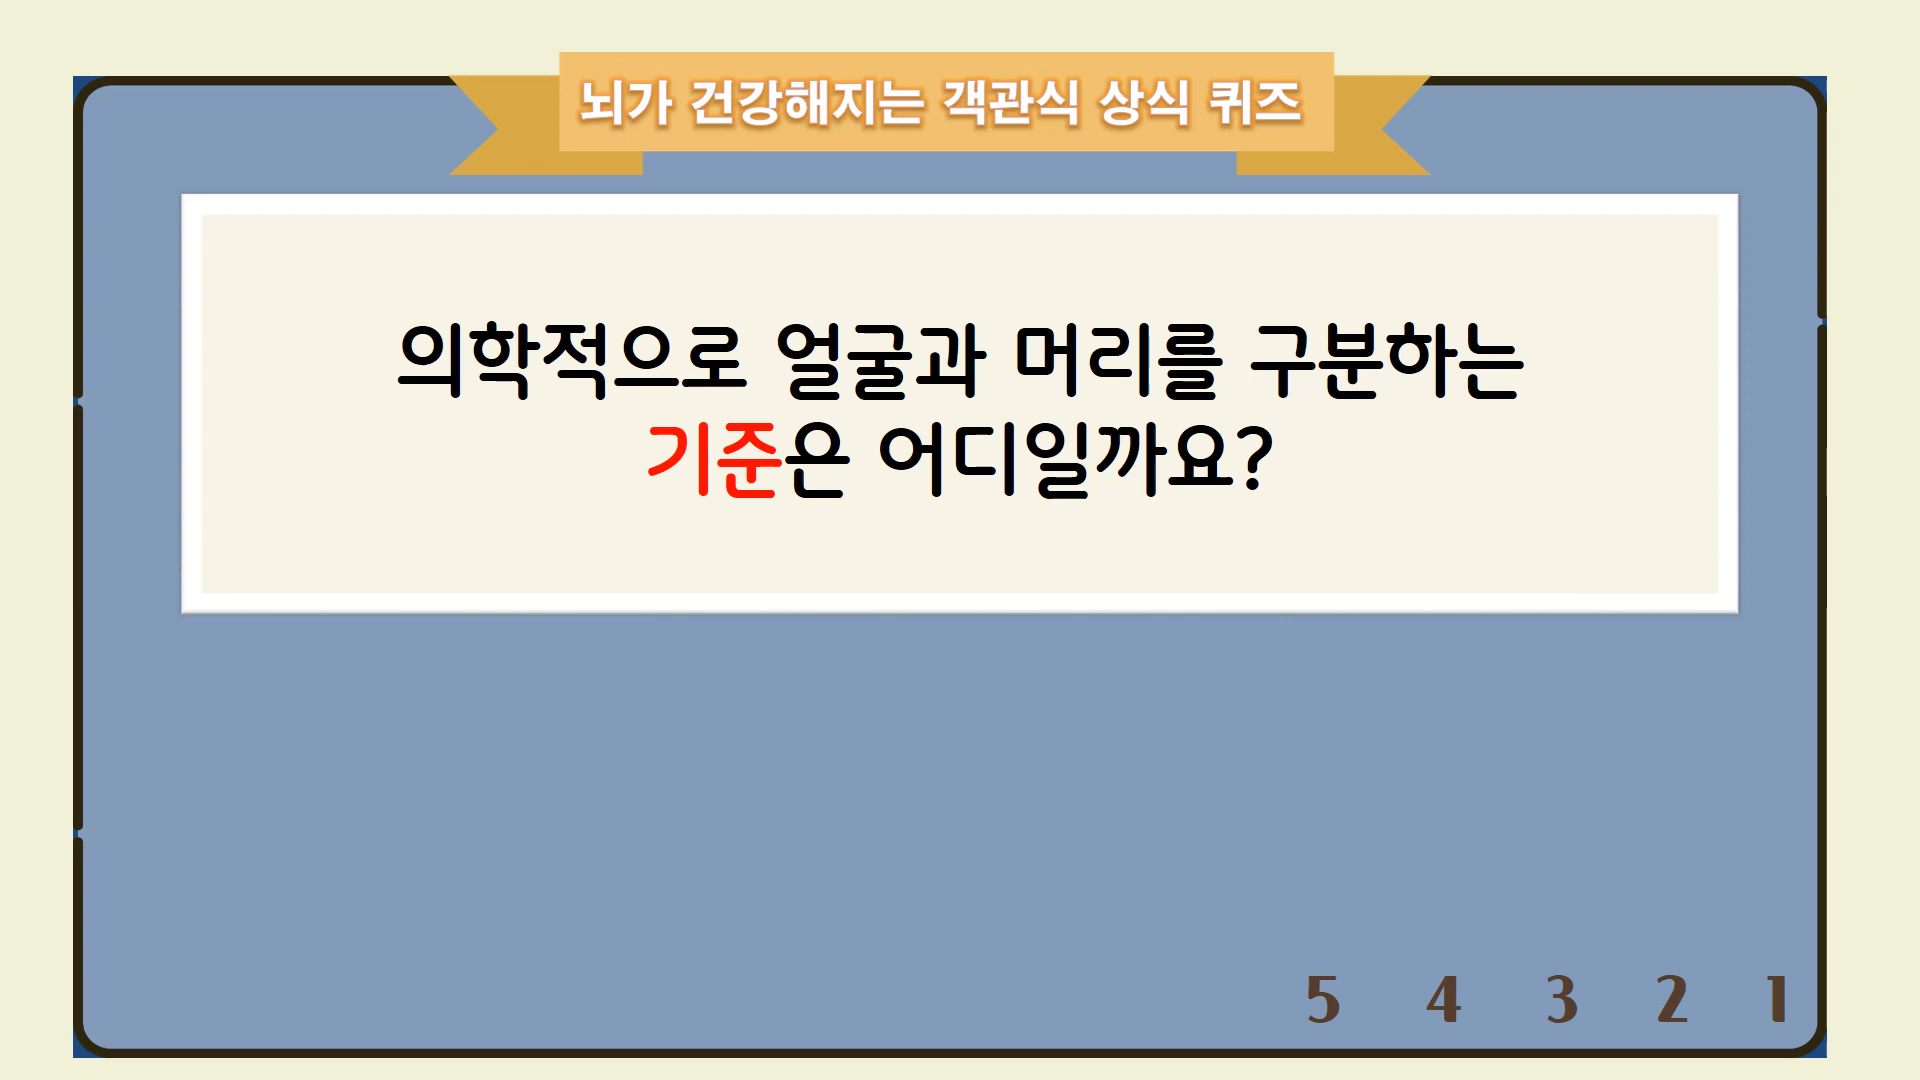 뇌가 건강해지는 객관식 상식 퀴즈
의학적으로 얼굴과 머리를 구분하는
기준은 어디일까요?
5 4 3 2 1